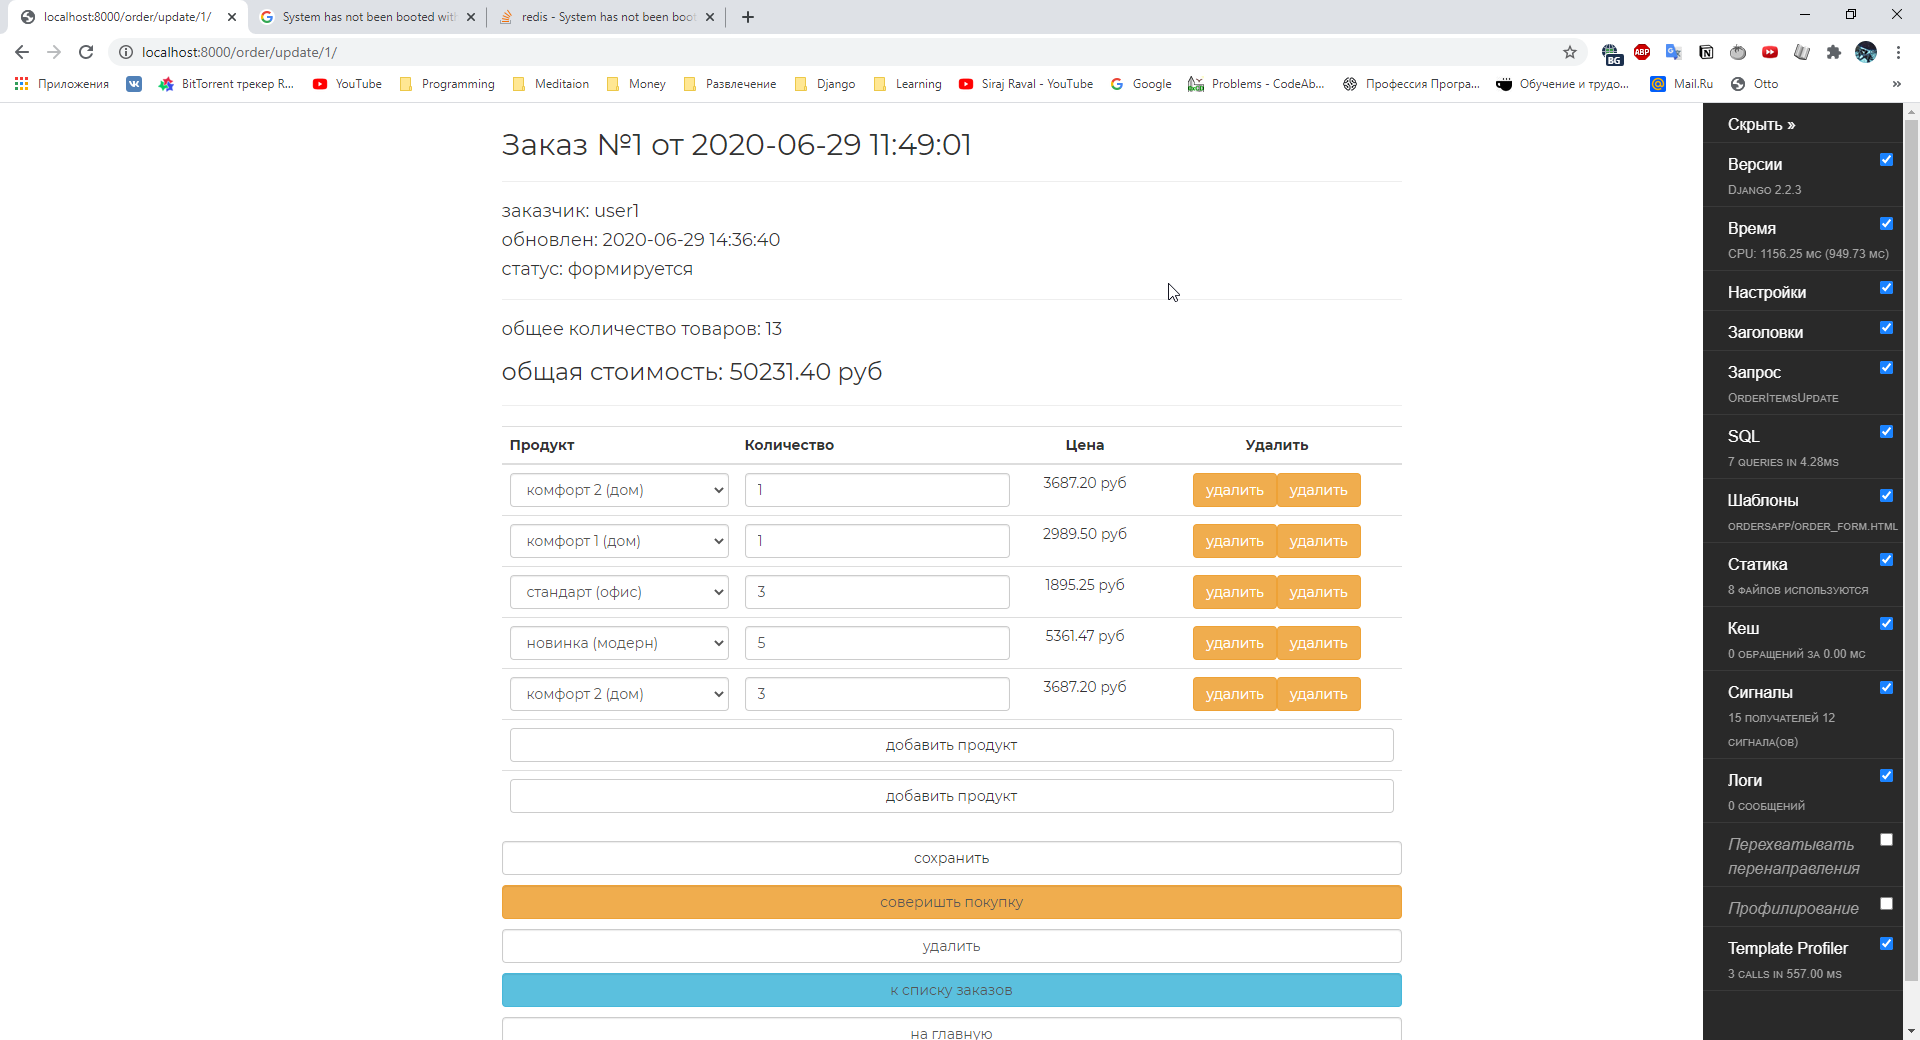 localhost:8000/order/update/1/
System has not been booted with
redis - System has not been boot
localhost:8000/order/update/1/
BG
ABP
Приложения
BitTorrent трекер R...
YouTube
Programming
Meditaion
Money
Развлечение
Django
Learning
Siraj Raval - YouTube
Google
Problems - CodeAb...
Профессия Програ...
Обучение и трудо...
Mail.Ru
Otto
»
Заказ №1 от 2020-06-29 11:49:01
заказчик: user1
обновлен: 2020-06-29 14:36:40
статус: формируется
общее количество товаров: 13
общая стоимость: 50231.40 руб
Продукт Количество Цена Удалить
комфорт 2 (дом) 1 3687.20 руб удалить удалить
комфорт 1 (дом) 1 2989.50 руб удалить удалить
стандарт (офис) 3 1895.25 руб удалить удалить
новинка (модерн) 5 5361.47 руб удалить удалить
комфорт 2 (дом) 3 3687.20 руб удалить удалить
добавить продукт
добавить продукт
сохранить
соверишть покупку
удалить
к списку заказов
на главную
Скрыть »
Версии
Django 2.2.3
Время
CPU: 1156.25 мс (949.73 мс)
Настройки
Заголовки
Запрос
OrderItemsUpdate
SQL
7 queries in 4.28ms
Шаблоны
ordersapp/order_form.html
Статика
8 файлов используются
Кеш
0 обращений за 0.00 мс
Сигналы
15 получателей 12
сигнала(ов)
Логи
0 сообщений
Перехватывать
перенаправления
Профилирование
Template Profiler
3 calls in 557.00 ms